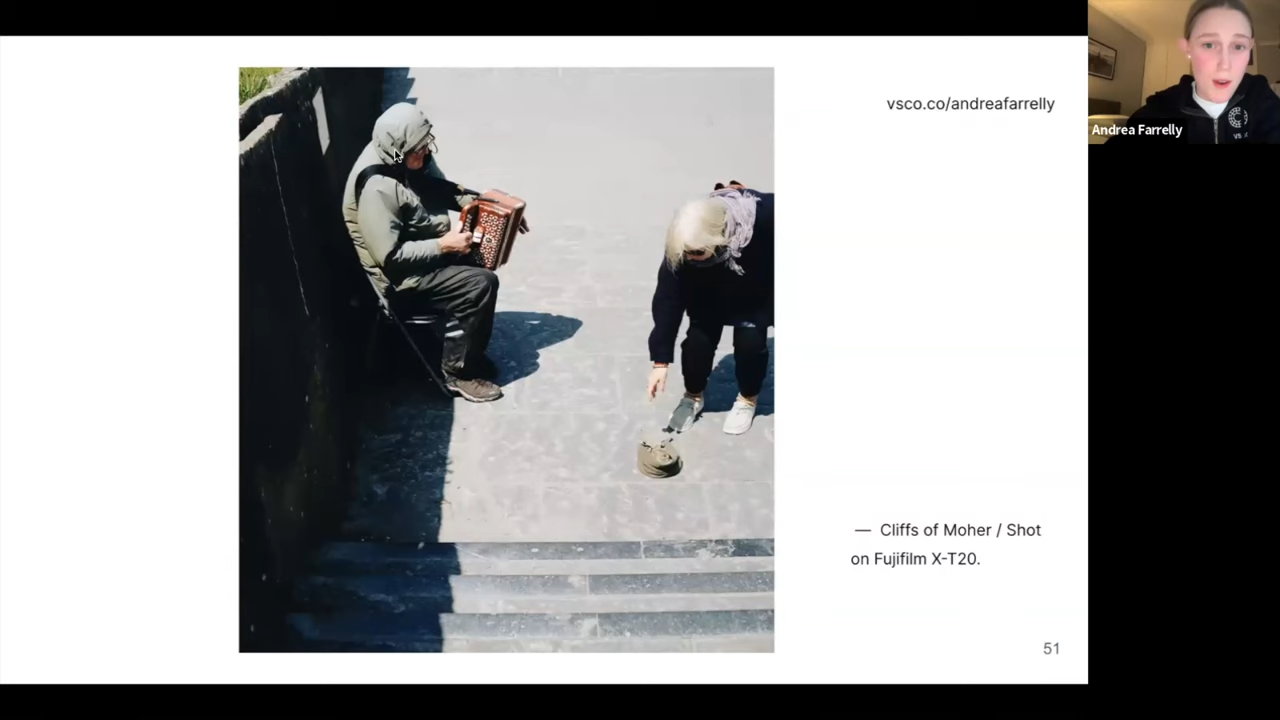 vsco.co/andreafarrelly
Andrea Farrelly
— Cliffs of Moher / Shot
on Fujifilm X-T20.
51